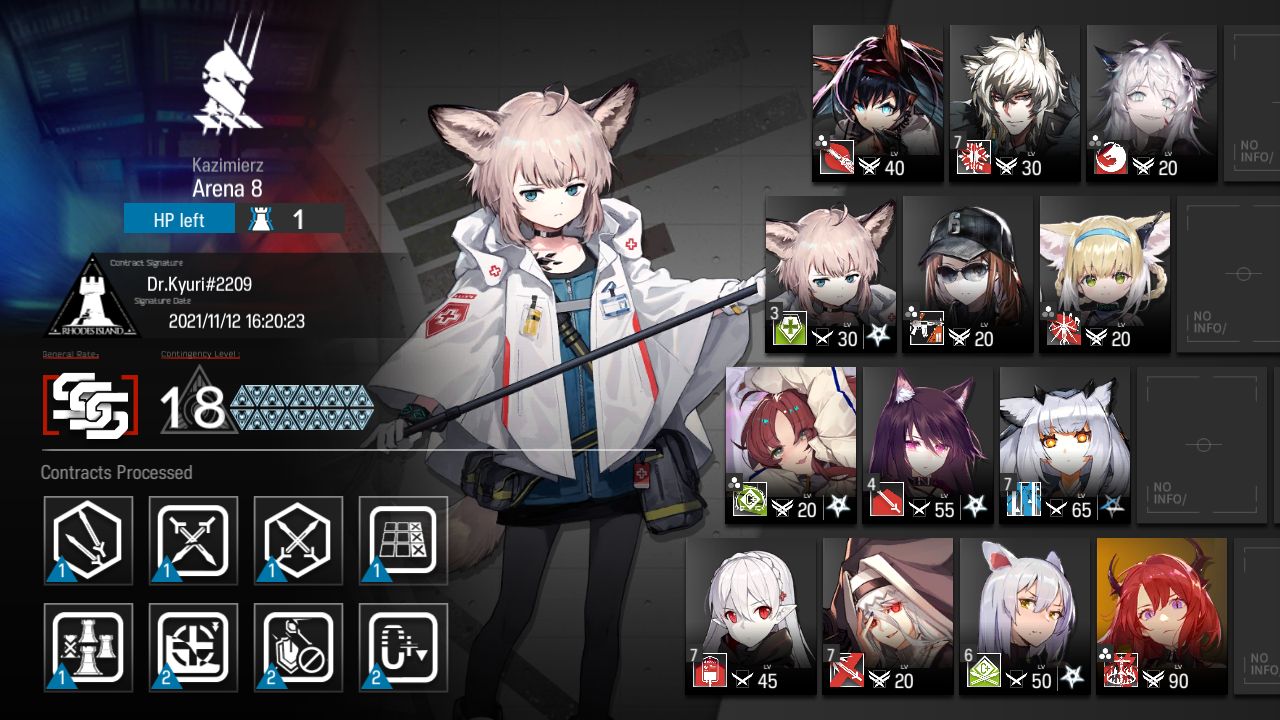 Kazimierz
Arena 8
HP left 1
Contract Signature
Dr.Kyuri#2209
Signature Date
2021/11/12 16:20:23
RHODES ISLAND
General Rate:
Contingency Level:
SSS
18
Contracts Processed
1 1 1 1
1 2 2 2
LV 40
7 LV 30
LV 20
NO INFO/
3 LV 30
6
LV 20
LV 20
NO INFO/
LV 20
4 LV 55
7 LV 65
NO INFO/
7 LV 45
7 LV 20
6 LV 50
LV 90
NO INFO